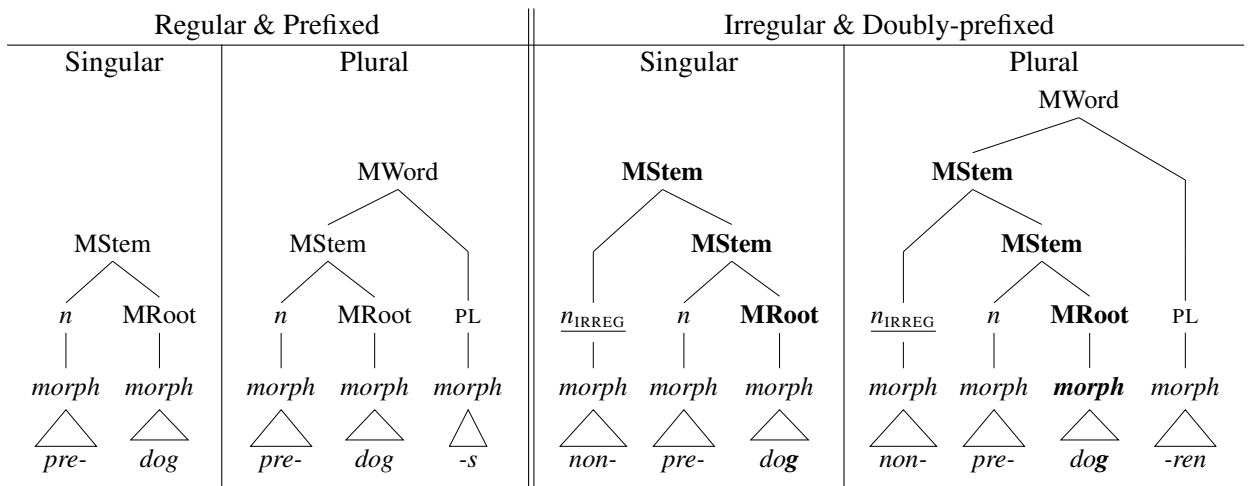 Regular & Prefixed Irregular & Doubly-prefixed
Singular Plural Singular Plural
MWord
MWord MStem MStem
MStem MStem MStem MStem
n MRoot n MRoot PL n_IRREG n MRoot n_IRREG n MRoot PL
morph morph morph morph morph morph morph morph morph morph morph morph
pre- dog pre- dog -s non- pre- dog non- pre- dog -ren